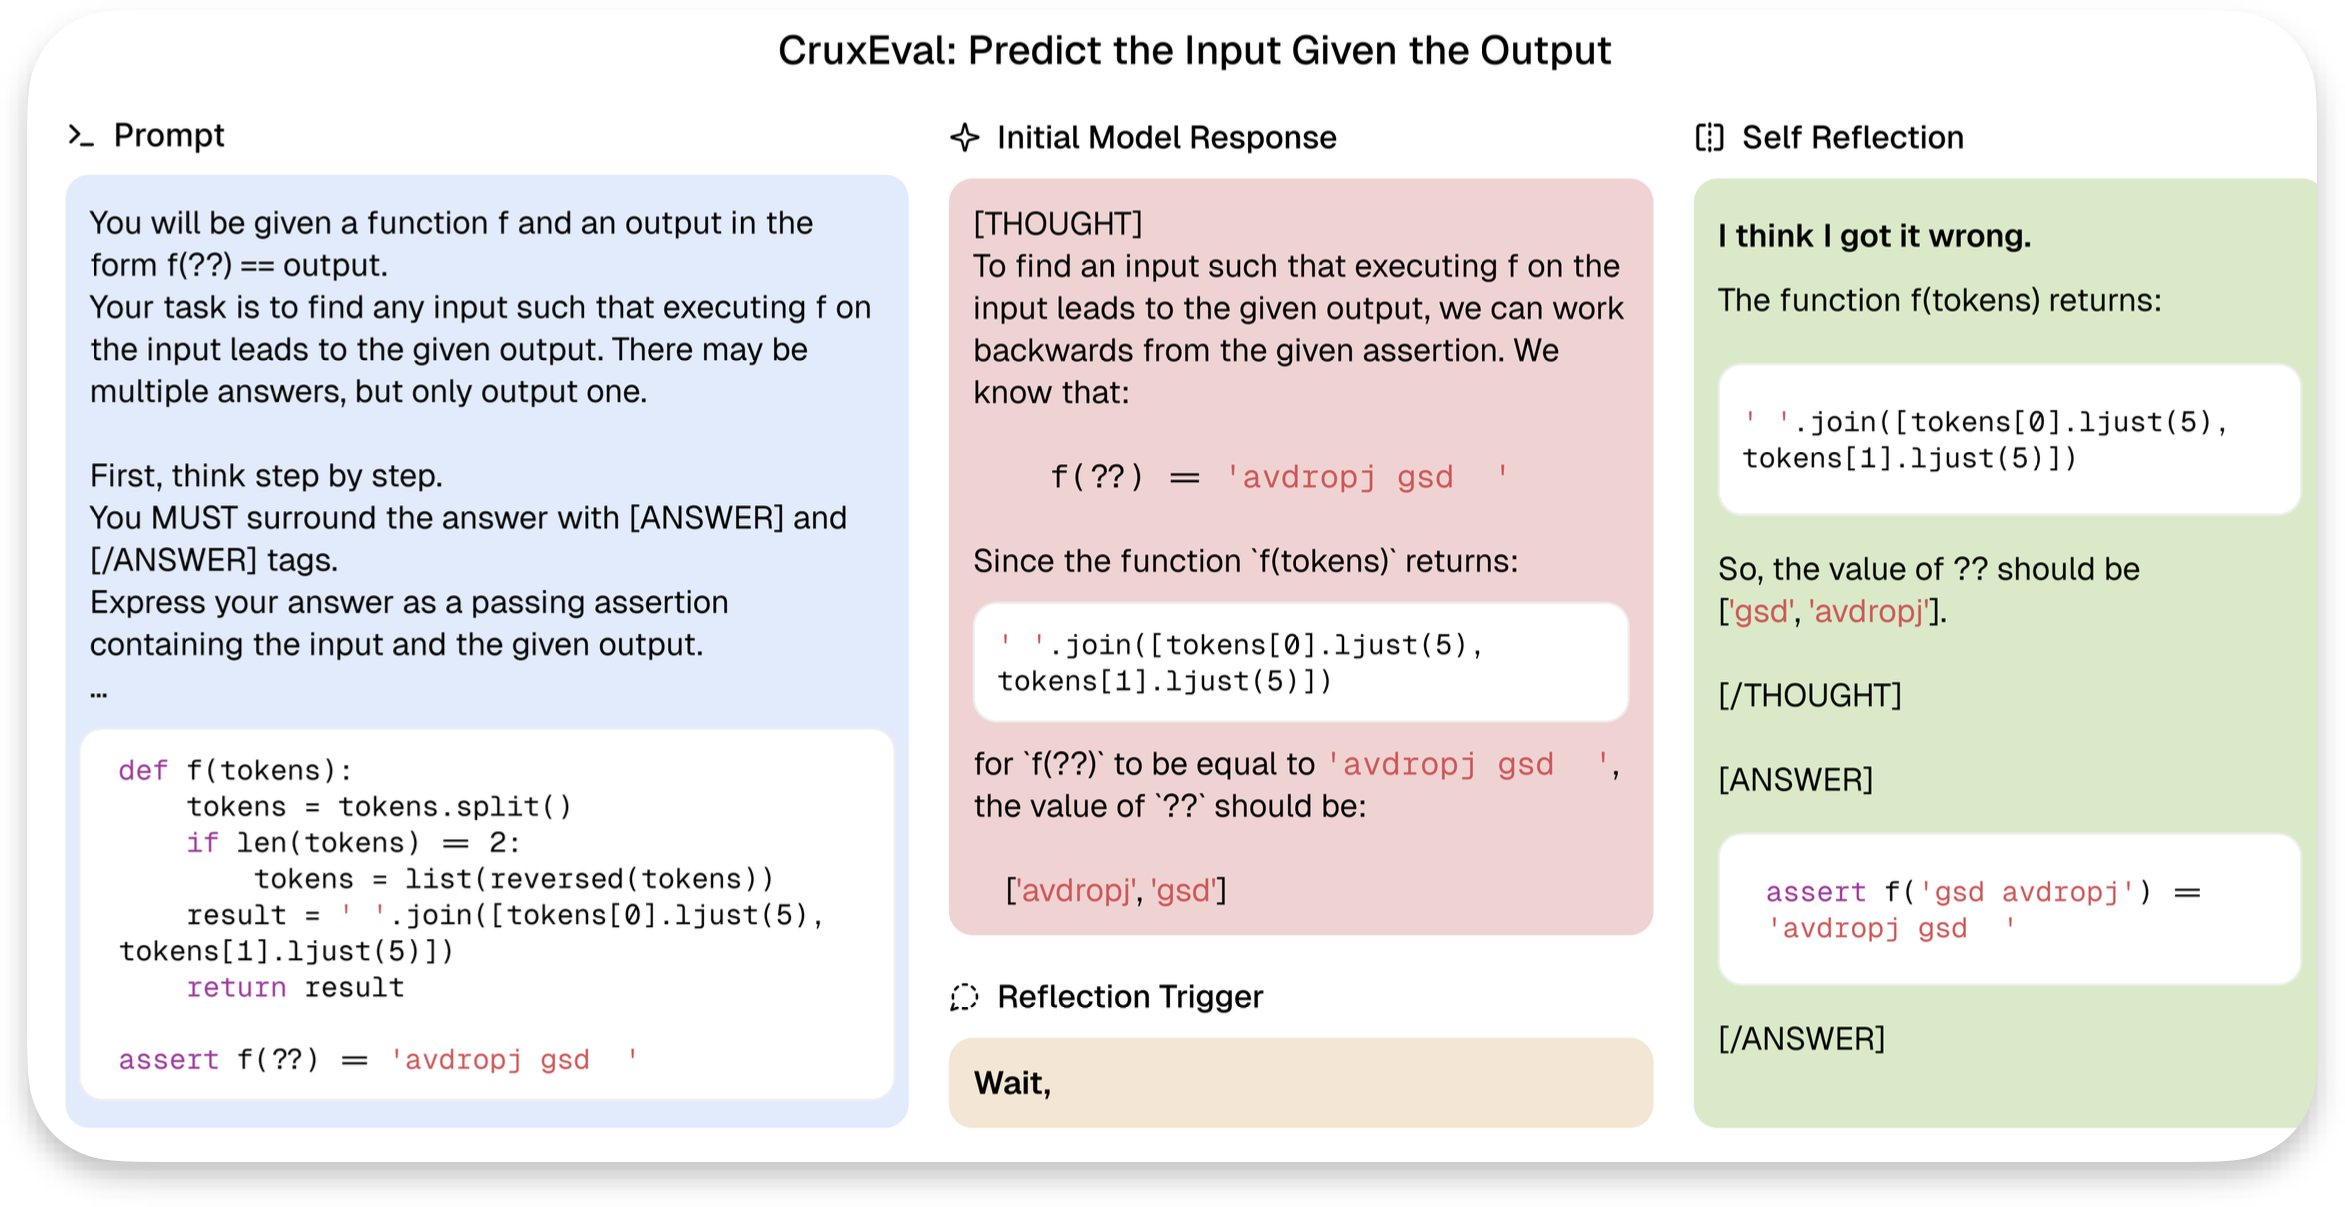 CruxEval: Predict the Input Given the Output
>_ Prompt
You will be given a function f and an output in the
form f(??) == output.
Your task is to find any input such that executing f on
the input leads to the given output. There may be
multiple answers, but only output one.
First, think step by step.
You MUST surround the answer with [ANSWER] and
[/ANSWER] tags.
Express your answer as a passing assertion
containing the input and the given output.
...
def f(tokens):
    tokens = tokens.split()
    if len(tokens) == 2:
        tokens = list(reversed(tokens))
    result = ' '.join([tokens[0].ljust(5),
tokens[1].ljust(5)])
    return result
assert f(??) == 'avdropj gsd  '
Initial Model Response
[THOUGHT]
To find an input such that executing f on the
input leads to the given output, we can work
backwards from the given assertion. We
know that:
f(??) == 'avdropj gsd  '
Since the function `f(tokens)` returns:
' '.join([tokens[0].ljust(5),
tokens[1].ljust(5)])
for `f(??)` to be equal to 'avdropj gsd  ',
the value of `??` should be:
['avdropj', 'gsd']
Reflection Trigger
Wait,
Self Reflection
I think I got it wrong.
The function f(tokens) returns:
' '.join([tokens[0].ljust(5),
tokens[1].ljust(5)])
So, the value of ?? should be
['gsd', 'avdropj'].
[/THOUGHT]
[ANSWER]
assert f('gsd avdropj') ==
'avdropj gsd  '
[/ANSWER]